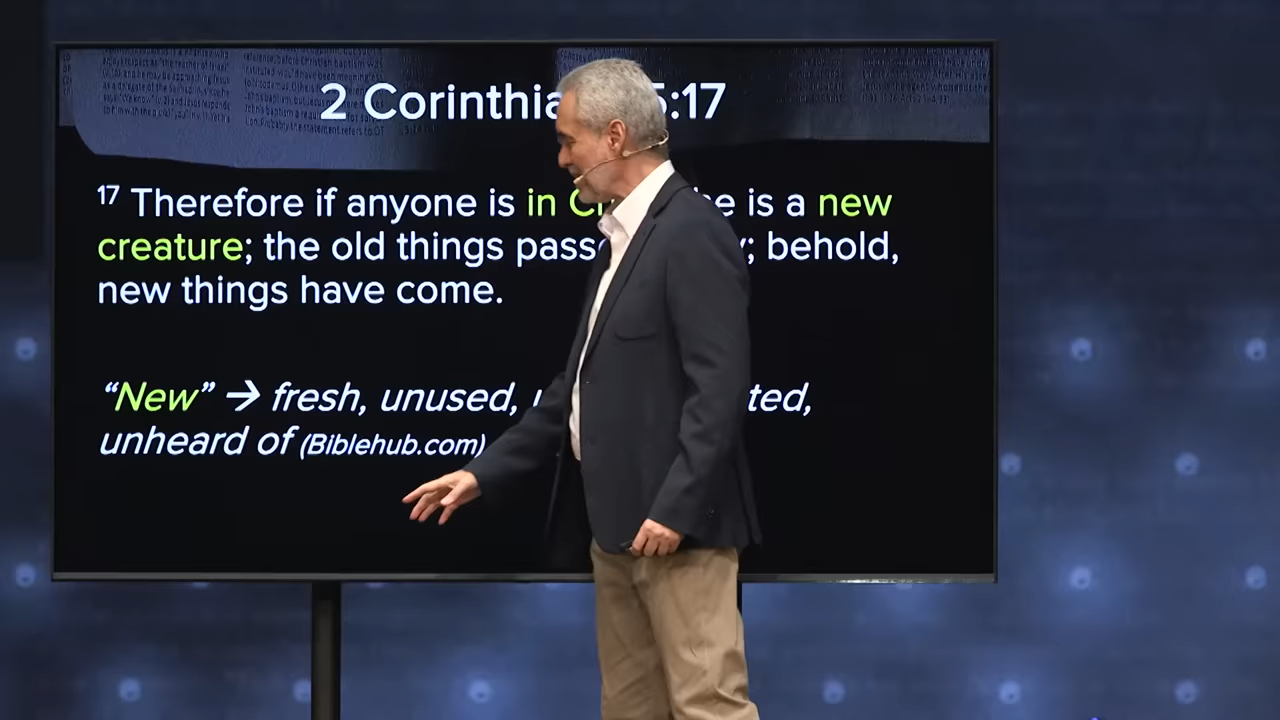 2 Corinthia 5:17
17 Therefore if anyone is in C e is a new
creature; the old things pass ; behold,
new things have come.
“New” → fresh, unused, ted,
unheard of (Biblehub.com)